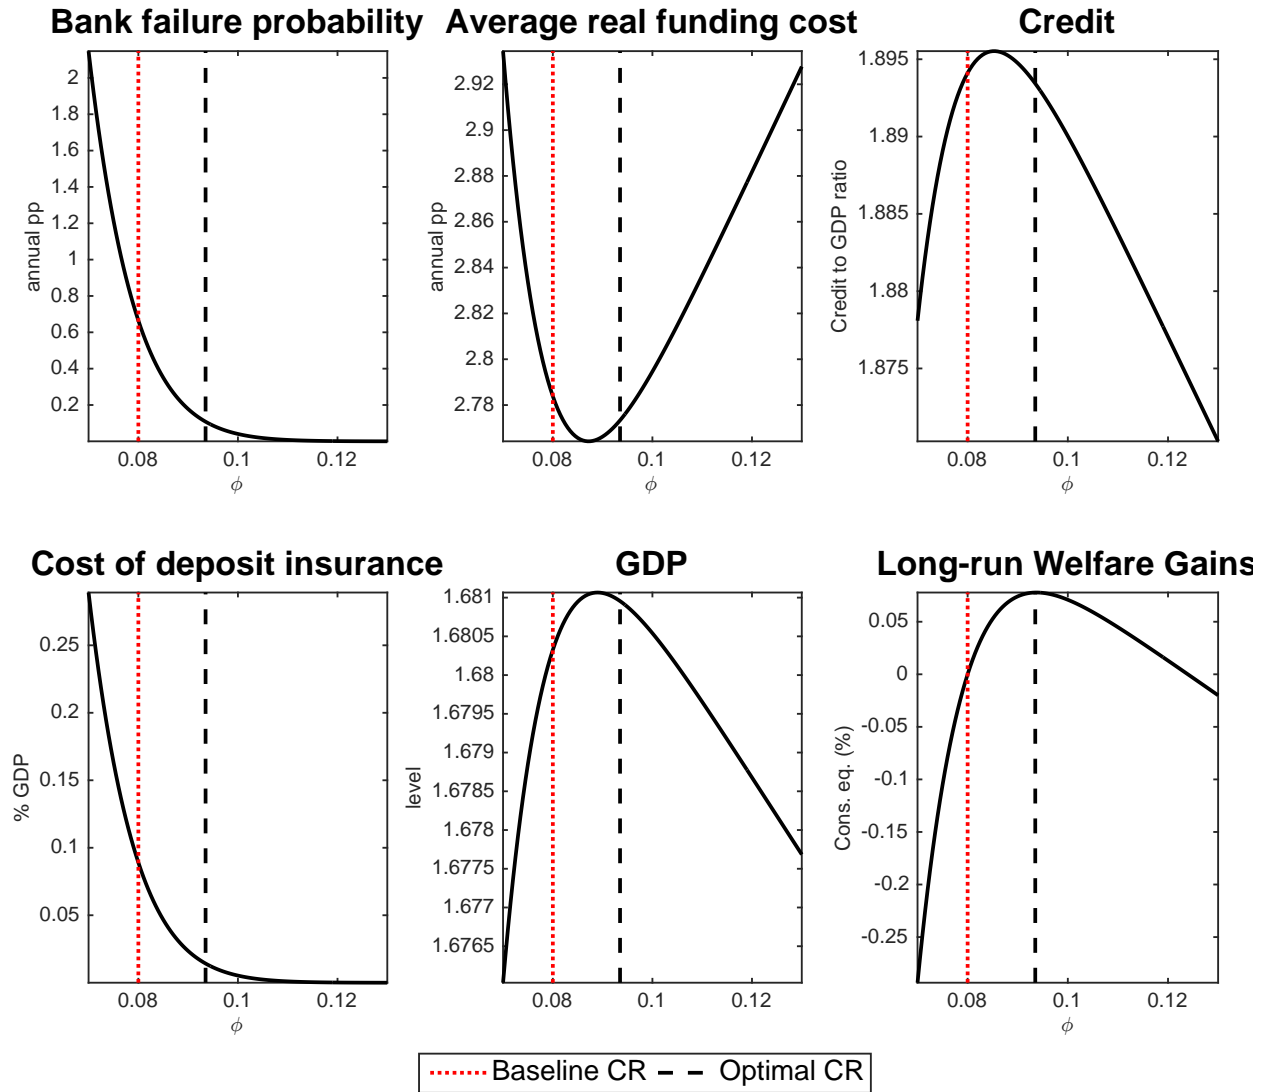 Bank failure probability
annual pp
2
1.8
1.6
1.4
1.2
1
0.8
0.6
0.4
0.2
0.08 0.1 0.12
ϕ
Average real funding cost
annual pp
2.92
2.9
2.88
2.86
2.84
2.82
2.8
2.78
0.08 0.1 0.12
ϕ
Credit
Credit to GDP ratio
1.895
1.89
1.885
1.88
1.875
0.08 0.1 0.12
ϕ
Cost of deposit insurance
% GDP
0.25
0.2
0.15
0.1
0.05
0.08 0.1 0.12
ϕ
GDP
level
1.681
1.6805
1.68
1.6795
1.679
1.6785
1.678
1.6775
1.677
1.6765
0.08 0.1 0.12
ϕ
Long-run Welfare Gains
Cons. eq. (%)
0.05
0
-0.05
-0.1
-0.15
-0.2
-0.25
0.08 0.1 0.12
ϕ
Baseline CR Optimal CR